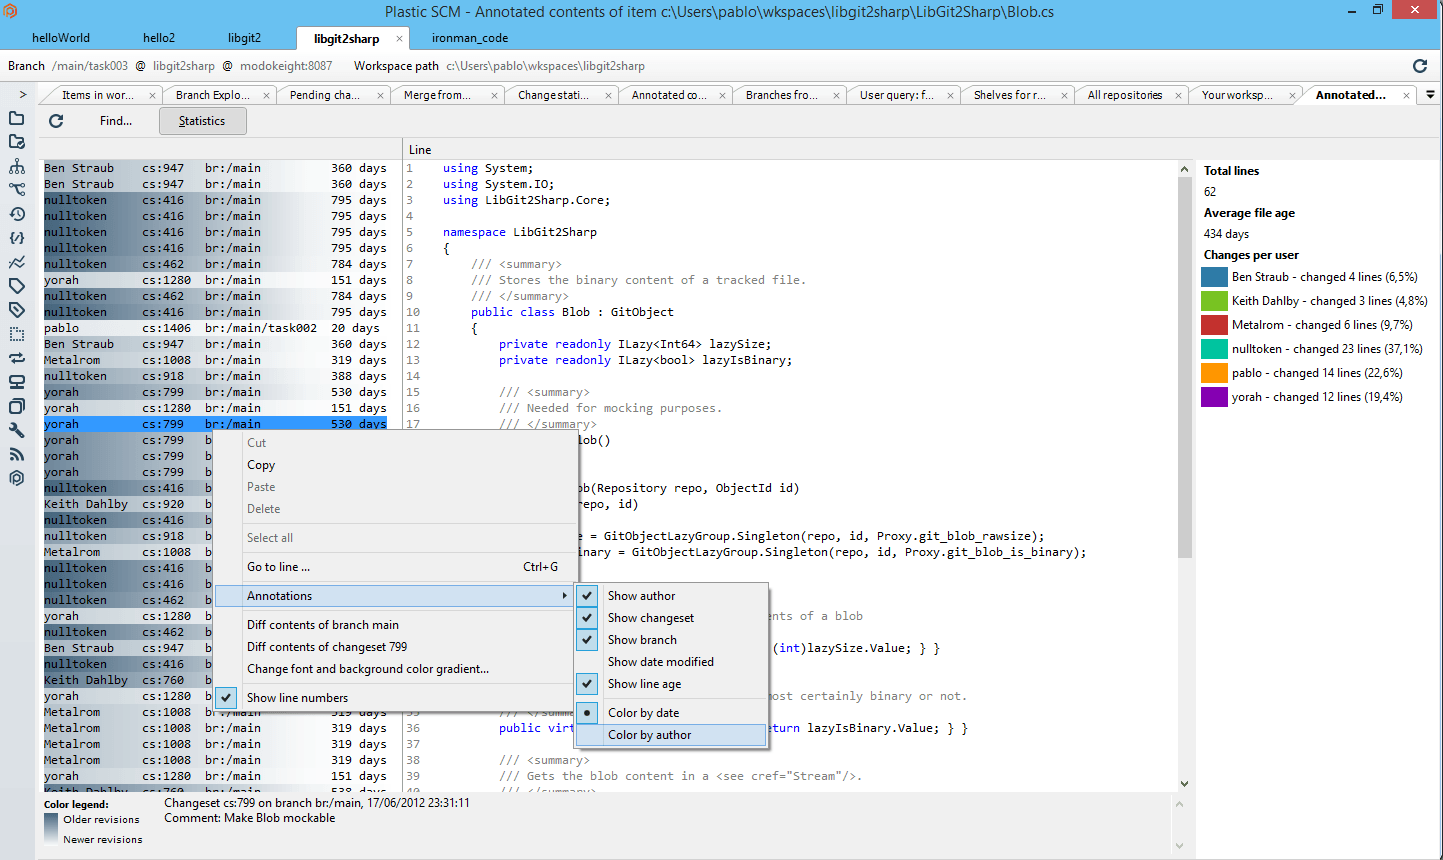 Plastic SCM - Annotated contents of item c:\Users\pablo\wkspaces\libgit2sharp\LibGit2Sharp\Blob.cs
helloWorld hello2 libgit2 libgit2sharp × ironman_code
Branch /main/task003 @ libgit2sharp @ modokeight:8087 Workspace path c:\Users\pablo\wkspaces\libgit2sharp
> Items in wor... × Branch Explo... × Pending cha... × Merge from... × Change stati... × Annotated co... × Branches fro... × User query: f... × Shelves for r... × All repositories × Your worksp... × Annotated... ×
Find... Statistics
Line
Ben Straub cs:947 br:/main 360 days 1 using System;
Ben Straub cs:947 br:/main 360 days 2 using System.IO;
nulltoken cs:416 br:/main 795 days 3 using LibGit2Sharp.Core;
nulltoken cs:416 br:/main 795 days 4
nulltoken cs:416 br:/main 795 days 5 namespace LibGit2Sharp
nulltoken cs:416 br:/main 795 days 6 {
nulltoken cs:462 br:/main 784 days 7 /// <summary>
yorah cs:1280 br:/main 151 days 8 /// Stores the binary content of a tracked file.
nulltoken cs:462 br:/main 784 days 9 /// </summary>
nulltoken cs:416 br:/main 795 days 10 public class Blob : GitObject
pablo cs:1406 br:/main/task002 20 days 11 {
Ben Straub cs:947 br:/main 360 days 12 private readonly ILazy<Int64> lazySize;
Metalrom cs:1008 br:/main 319 days 13 private readonly ILazy<bool> lazyIsBinary;
nulltoken cs:918 br:/main 388 days 14
yorah cs:799 br:/main 530 days 15 /// <summary>
yorah cs:1280 br:/main 151 days 16 /// Needed for mocking purposes.
yorah cs:799 br:/main 530 days 17 /// </summary>
yorah cs:799 b lob()
yorah cs:799 b
yorah cs:799 b
nulltoken cs:416 b ob(Repository repo, ObjectId id)
Keith Dahlby cs:920 b repo, id)
nulltoken cs:416 b
nulltoken cs:918 b e = GitObjectLazyGroup.Singleton(repo, id, Proxy.git_blob_rawsize);
Metalrom cs:1008 b inary = GitObjectLazyGroup.Singleton(repo, id, Proxy.git_blob_is_binary);
nulltoken cs:416 b
nulltoken cs:416 b
nulltoken cs:462 b
yorah cs:1280 b nts of a blob
nulltoken cs:462 b
Ben Straub cs:947 b (int)lazySize.Value; } }
nulltoken cs:416 b
Keith Dahlby cs:760 b
yorah cs:1280 b most certainly binary or not.
Metalrom cs:1008 br:/main 319 days 35 /// </summary>
Metalrom cs:1008 br:/main 319 days 36 public virt eturn lazyIsBinary.Value; } }
Metalrom cs:1008 br:/main 319 days 37
Metalrom cs:1008 br:/main 319 days 38 /// <summary>
yorah cs:1280 br:/main 151 days 39 /// Gets the blob content in a <see cref="Stream"/>.
Keith Dahlby cs:760 br:/main 538 days 40 /// </summary>
Cut
Copy
Paste
Delete
Select all
Go to line ... Ctrl+G
Annotations
Diff contents of branch main
Diff contents of changeset 799
Change font and background color gradient...
Show line numbers
Show author
Show changeset
Show branch
Show date modified
Show line age
Color by date
Color by author
Total lines
62
Average file age
434 days
Changes per user
Ben Straub - changed 4 lines (6,5%)
Keith Dahlby - changed 3 lines (4,8%)
Metalrom - changed 6 lines (9,7%)
nulltoken - changed 23 lines (37,1%)
pablo - changed 14 lines (22,6%)
yorah - changed 12 lines (19,4%)
Color legend:
Older revisions
Newer revisions
Changeset cs:799 on branch br:/main, 17/06/2012 23:31:11
Comment: Make Blob mockable